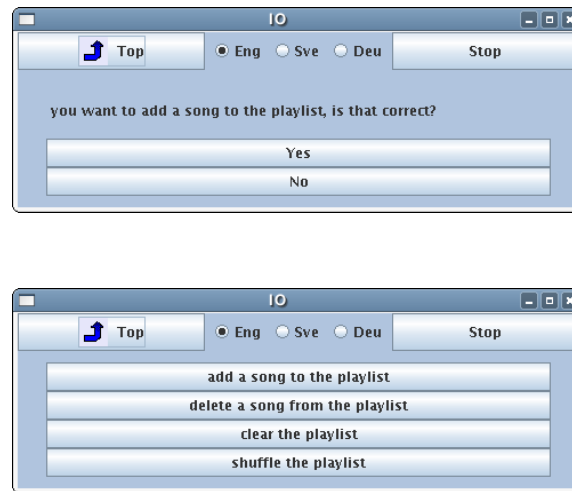 IO
Top Eng Sve Deu Stop
you want to add a song to the playlist, is that correct?
Yes
No
IO
Top Eng Sve Deu Stop
add a song to the playlist
delete a song from the playlist
clear the playlist
shuffle the playlist